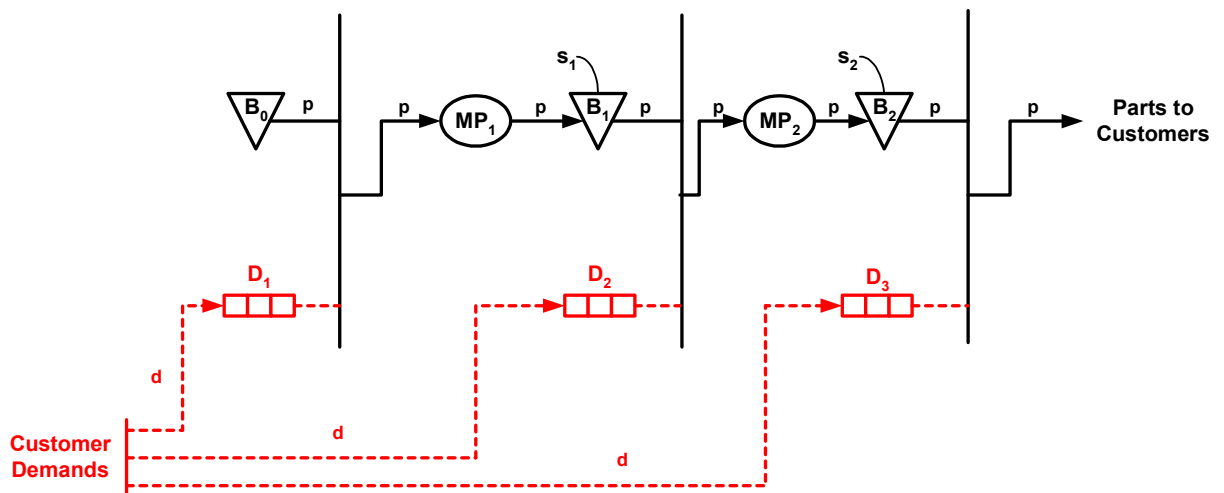 s₁
s₂
B₀
p
p
MP₁
p
B₁
p
p
MP₂
p
B₂
p
p
Parts to
Customers
D₁
D₂
D₃
d
d
d
Customer
Demands